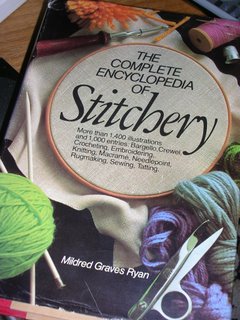 THE
COMPLETE
ENCYCLOPEDIA
OF
Stitchery
More than 1,400 illustrations
and 1,000 entries: Bargello, Crewel,
Crocheting, Embroidering,
Knitting, Macramé, Needlepoint,
Rugmaking, Sewing, Tatting.
Mildred Graves Ryan